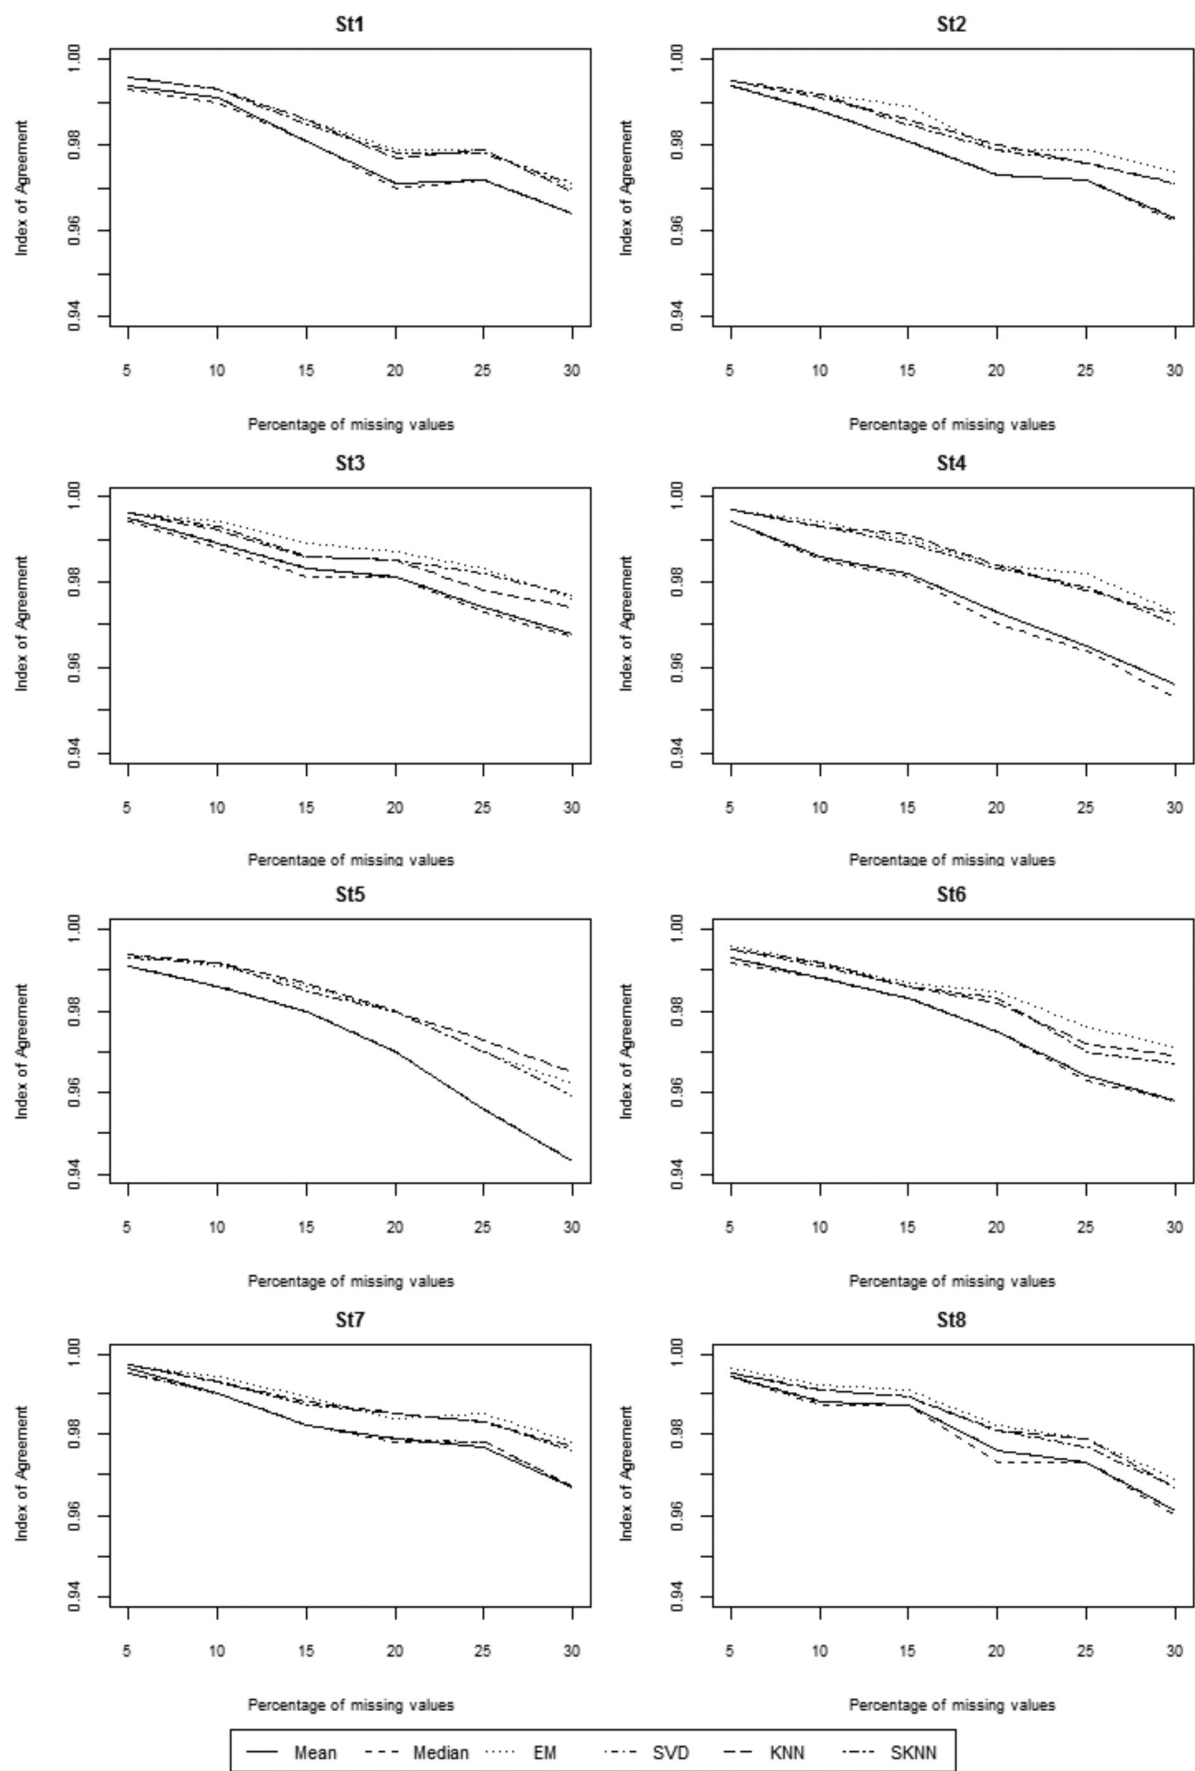 St1
St2
Index of Agreement
1.00
0.98
0.96
0.94
5 10 15 20 25 30
Percentage of missing values
Index of Agreement
1.00
0.98
0.96
0.94
5 10 15 20 25 30
Percentage of missing values
St3
St4
Index of Agreement
1.00
0.98
0.96
0.94
5 10 15 20 25 30
Percentage of missing values
Index of Agreement
1.00
0.98
0.96
0.94
5 10 15 20 25 30
Percentage of missing values
St5
St6
Index of Agreement
1.00
0.98
0.96
0.94
5 10 15 20 25 30
Percentage of missing values
Index of Agreement
1.00
0.98
0.96
0.94
5 10 15 20 25 30
Percentage of missing values
St7
St8
Index of Agreement
1.00
0.98
0.96
0.94
5 10 15 20 25 30
Percentage of missing values
Index of Agreement
1.00
0.98
0.96
0.94
5 10 15 20 25 30
Percentage of missing values
Mean Median EM SVD KNN SKNN